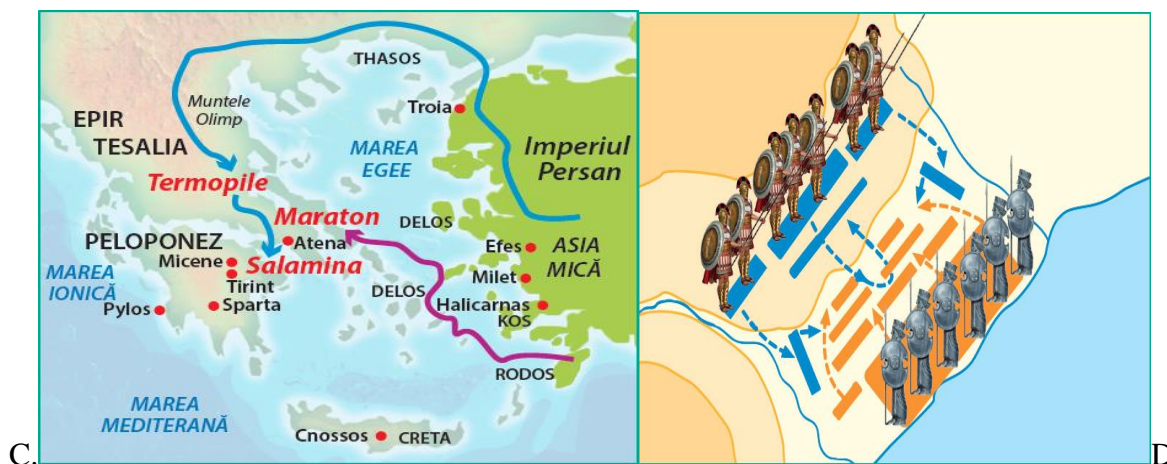 THASOS
Muntele
Olimp
Troia
EPIR
TESALIA
MAREA
EGEE
Imperiul
Persan
Termopile
Maraton
DELOS
PELOPONEZ
Atena
Efes
ASIA
MICĂ
Micene
Salamina
MAREA
IONICĂ
Tirint
DELOS
Milet
Pylos
Sparta
Halicarnas
KOS
RODOS
MAREA
MEDITERANĂ
Cnossos
CRETA
C.
D